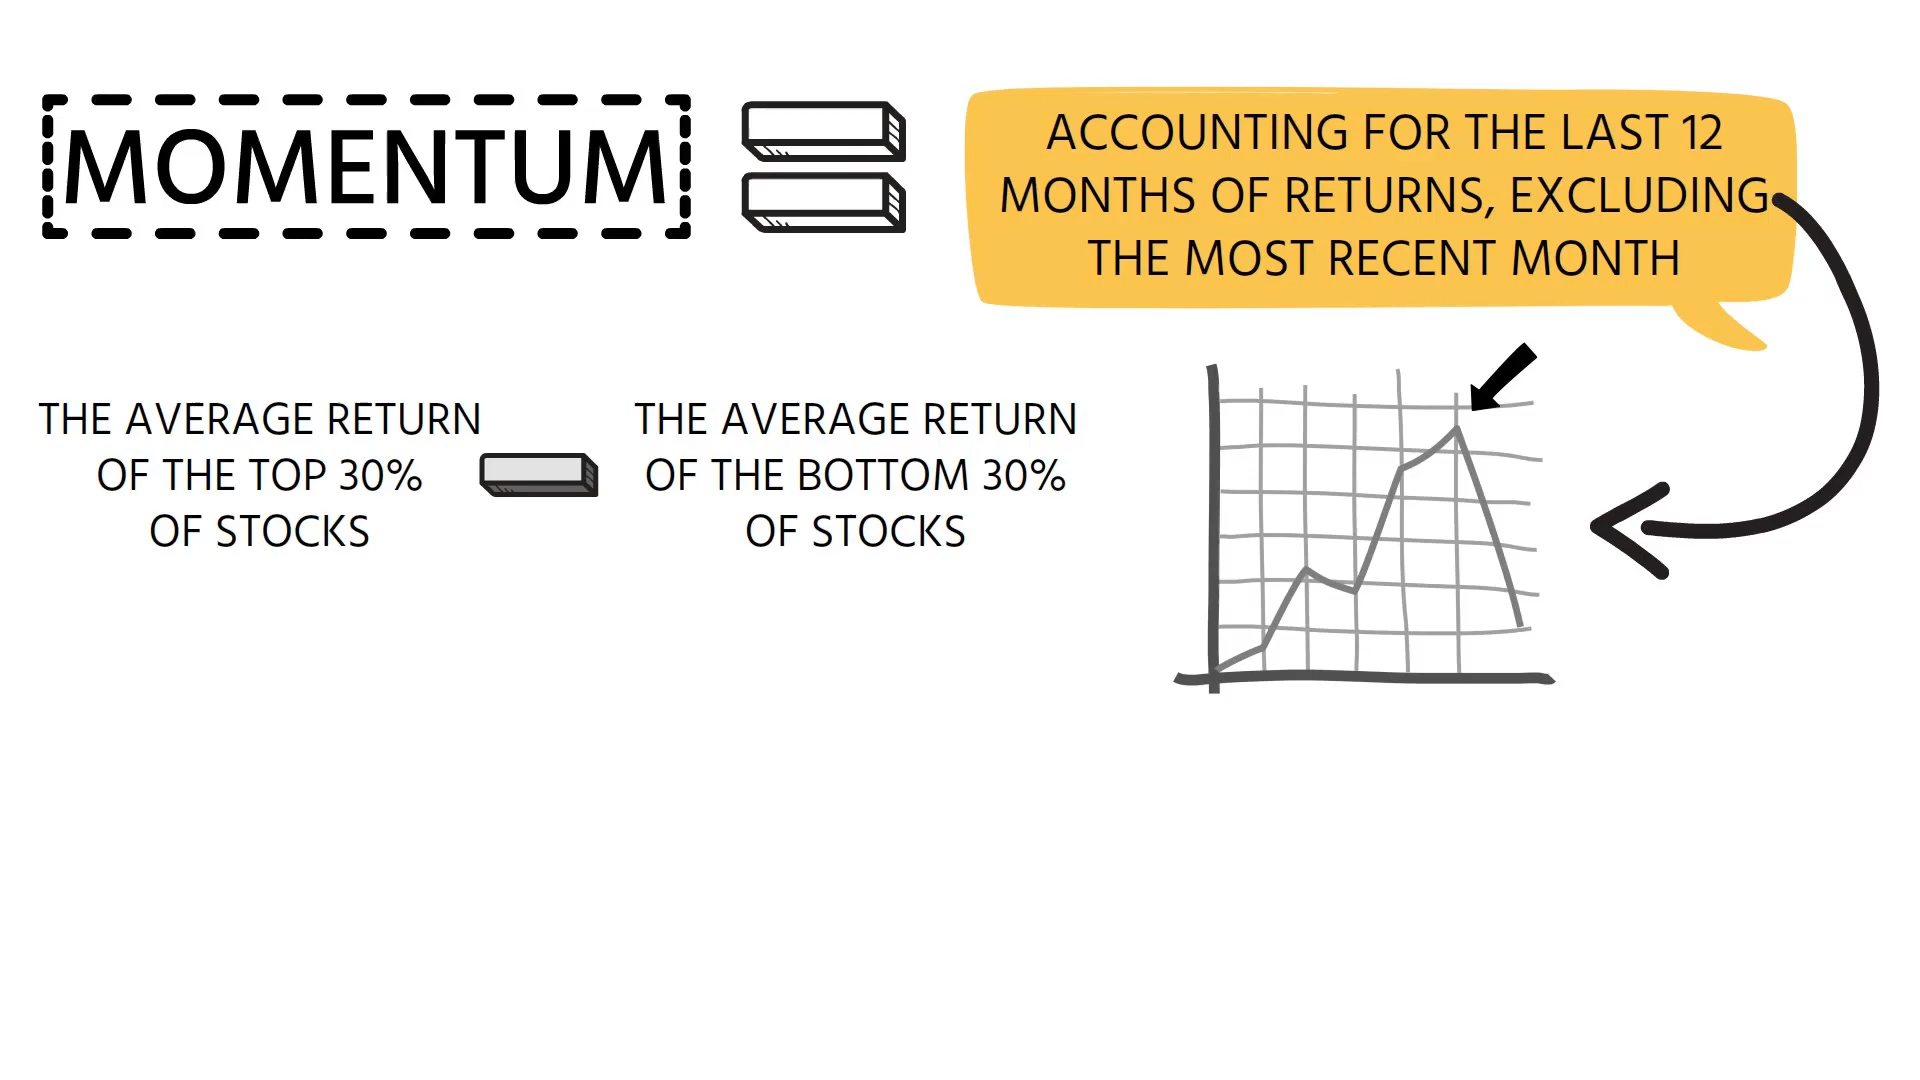 MOMENTUM
ACCOUNTING FOR THE LAST 12
MONTHS OF RETURNS, EXCLUDING
THE MOST RECENT MONTH
THE AVERAGE RETURN
OF THE TOP 30%
OF STOCKS
THE AVERAGE RETURN
OF THE BOTTOM 30%
OF STOCKS